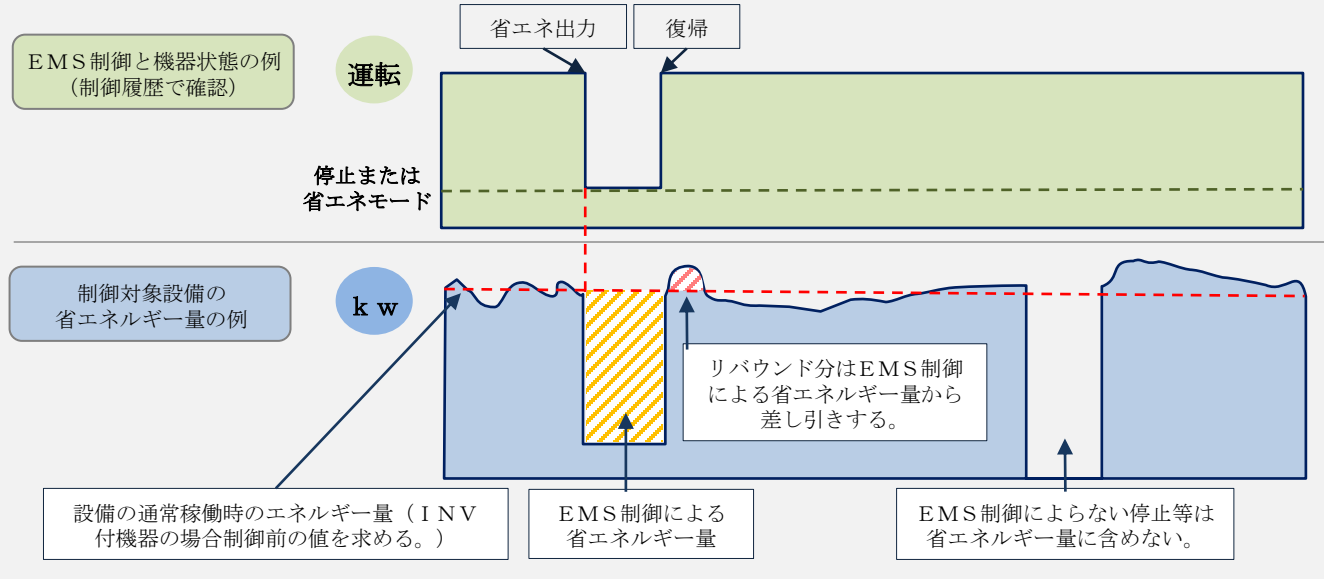 省エネ出力
復帰
ＥＭＳ制御と機器状態の例
（制御履歴で確認）
運転
停止または
省エネモード
制御対象設備の
省エネルギー量の例
ｋｗ
リバウンド分はＥＭＳ制御
による省エネルギー量から
差し引きする。
設備の通常稼働時のエネルギー量（ＩＮＶ
付機器の場合制御前の値を求める。）
ＥＭＳ制御による
省エネルギー量
ＥＭＳ制御によらない停止等は
省エネルギー量に含めない。